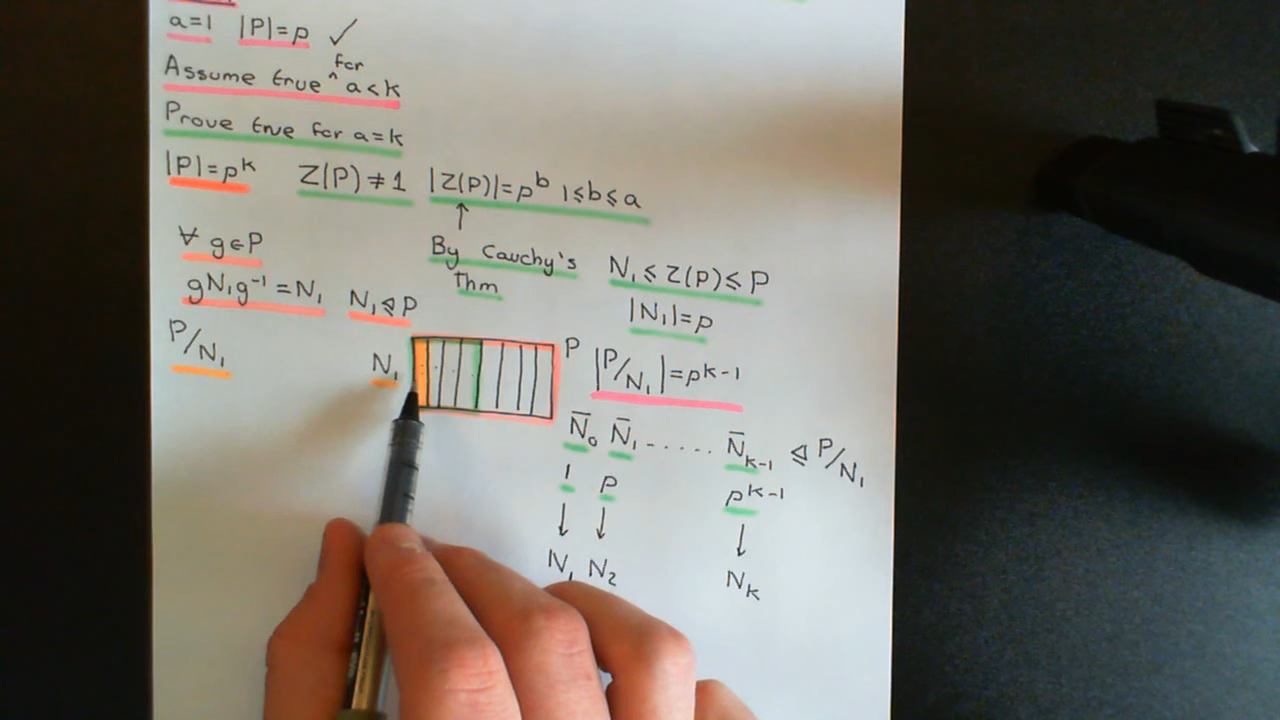 a=1 |P|=p ✓
for
Assume true ^ a<k
Prove true for a=k
|P|=p^k Z(P)≠1 |Z(P)|=p^b 1≤b≤a
↑
∀ g∈P
By Cauchy's
Thm
N₁≤Z(P)≤P
|N₁|=p
gN₁g⁻¹=N₁ N₁⊴P
P/N₁
N₁
P |P/N₁|=p^k-1
N̄₀ N̄₁ ...... N̄k-1 ⊴ P/N₁
1 p p^k-1
↓ ↓ ↓
N₁ N₂ Nk